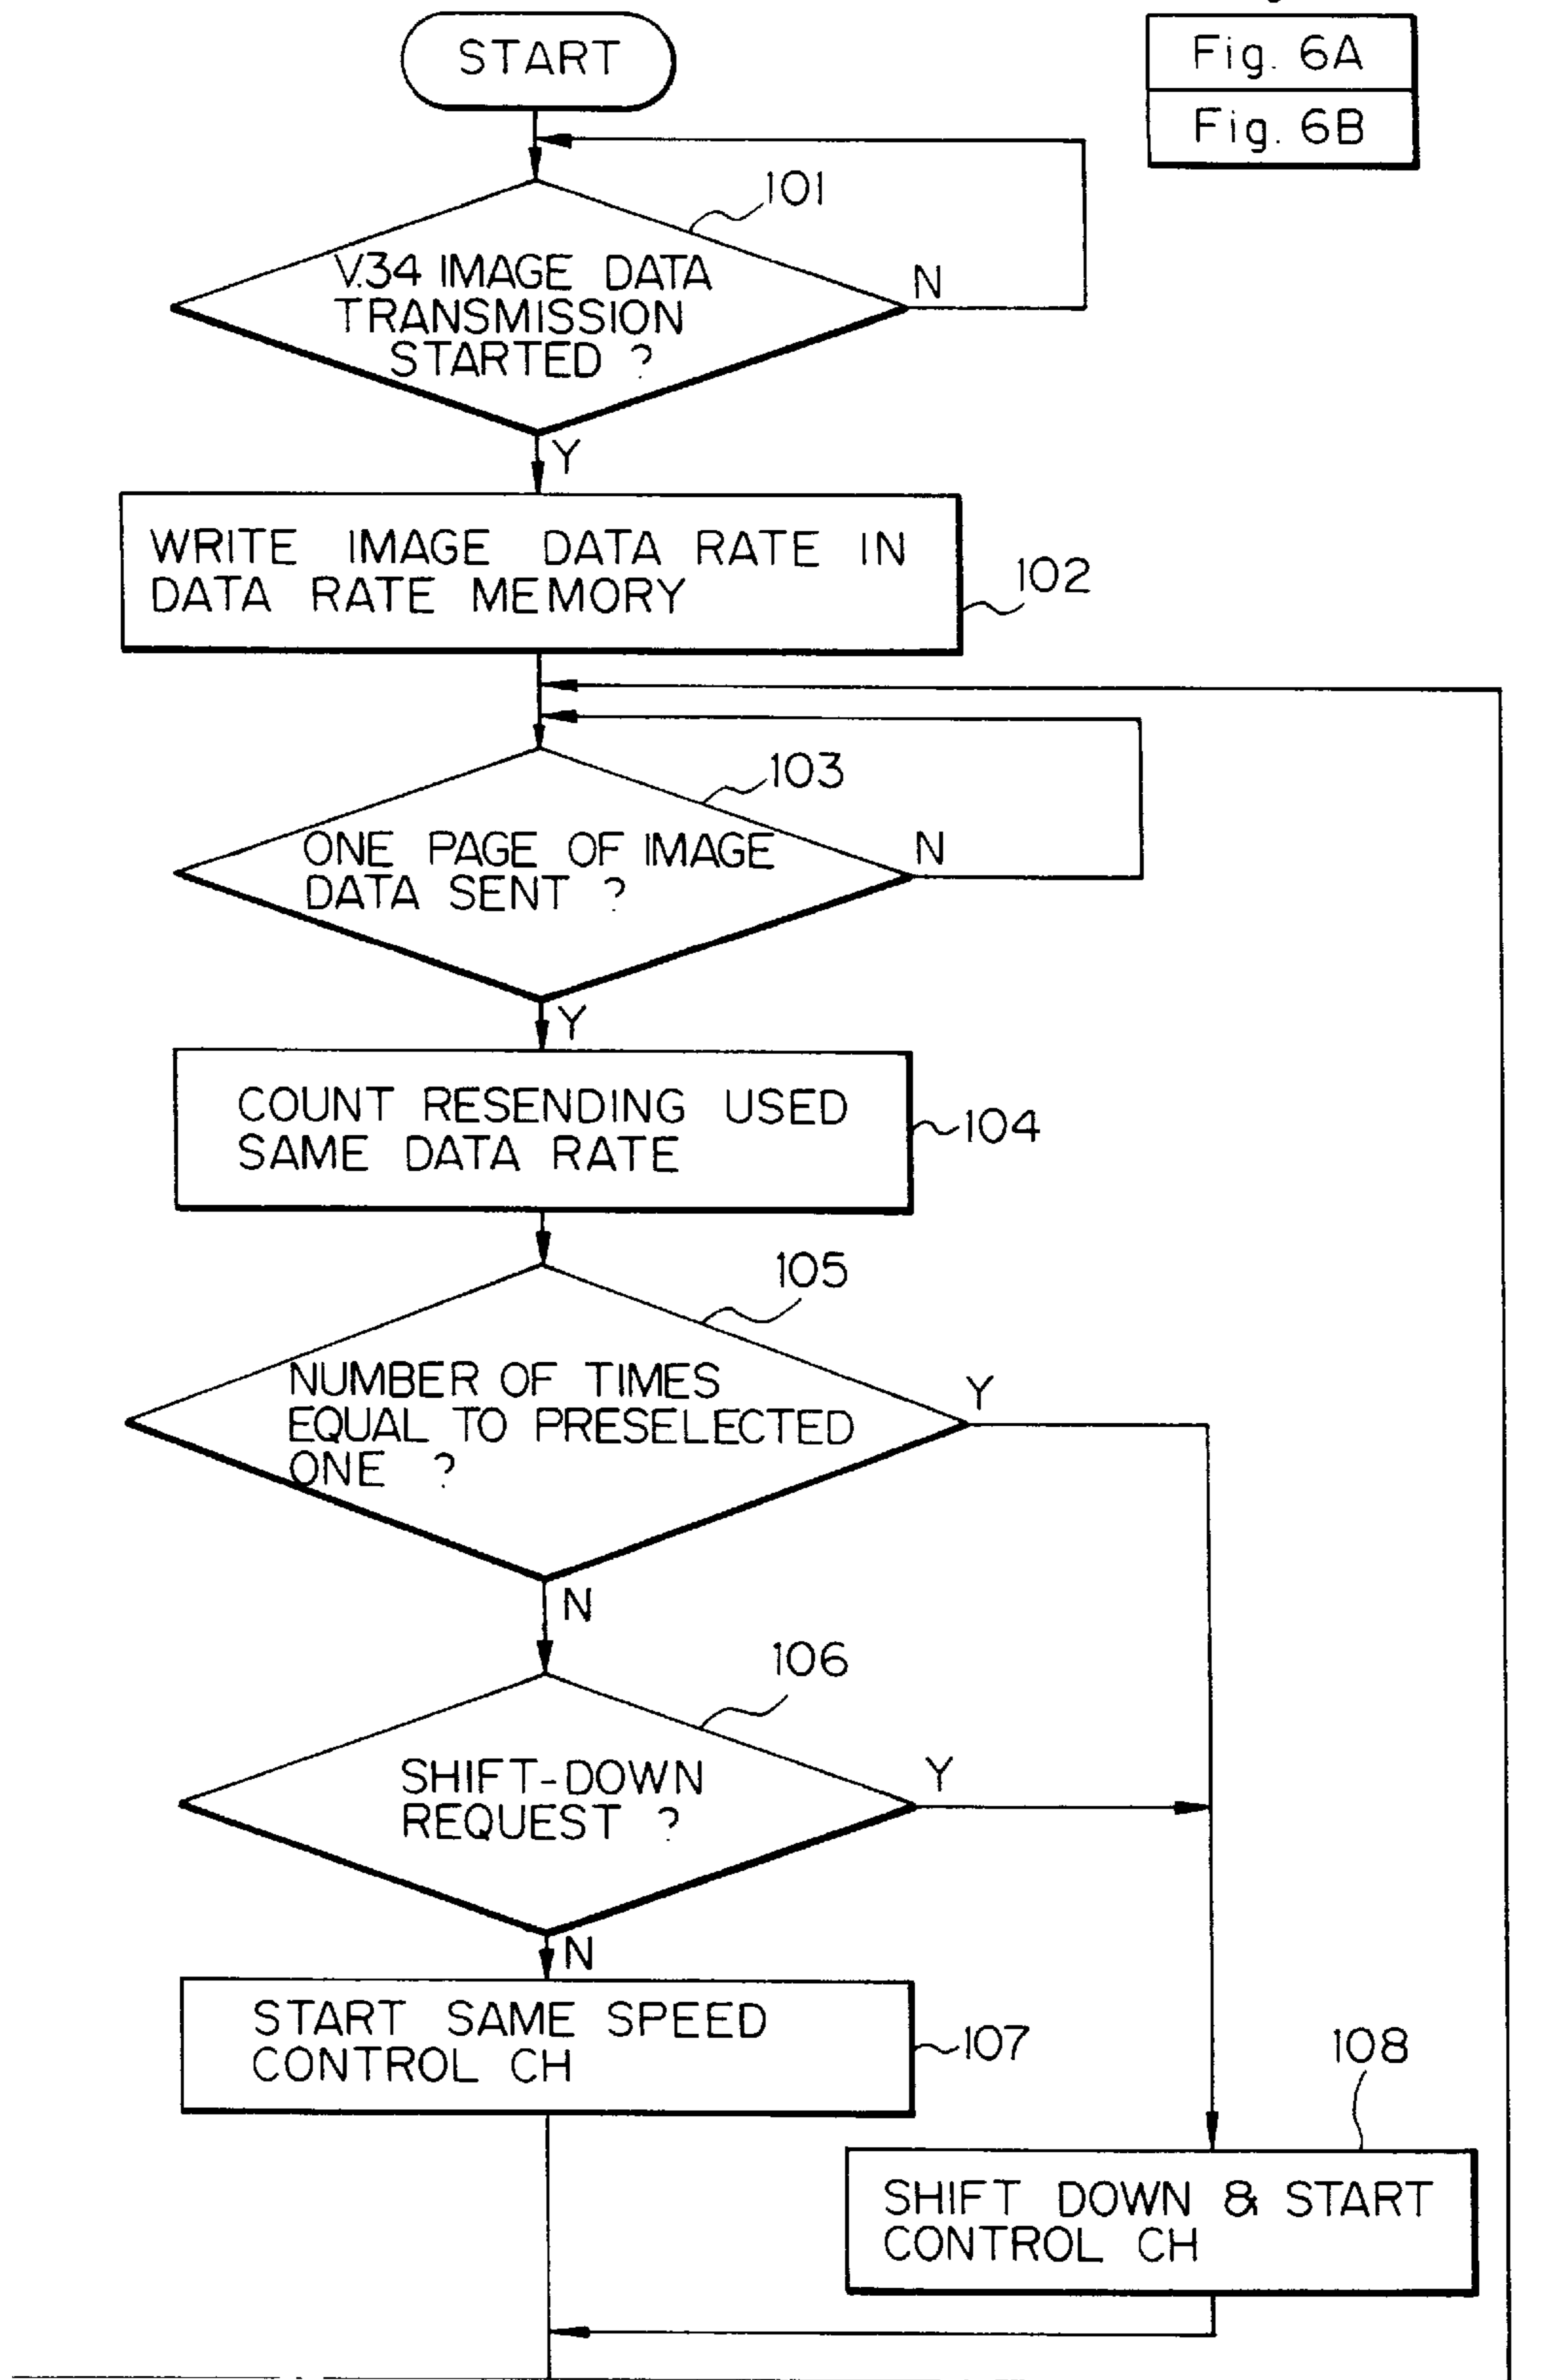 START
Fig. 6A
Fig. 6B
101
V.34 IMAGE DATA
TRANSMISSION
STARTED ?
N
Y
WRITE IMAGE DATA RATE IN
DATA RATE MEMORY
102
103
ONE PAGE OF IMAGE
DATA SENT ?
N
Y
COUNT RESENDING USED
SAME DATA RATE
104
105
NUMBER OF TIMES
EQUAL TO PRESELECTED
ONE ?
Y
N
106
SHIFT-DOWN
REQUEST ?
Y
N
START SAME SPEED
CONTROL CH
107
108
SHIFT DOWN & START
CONTROL CH